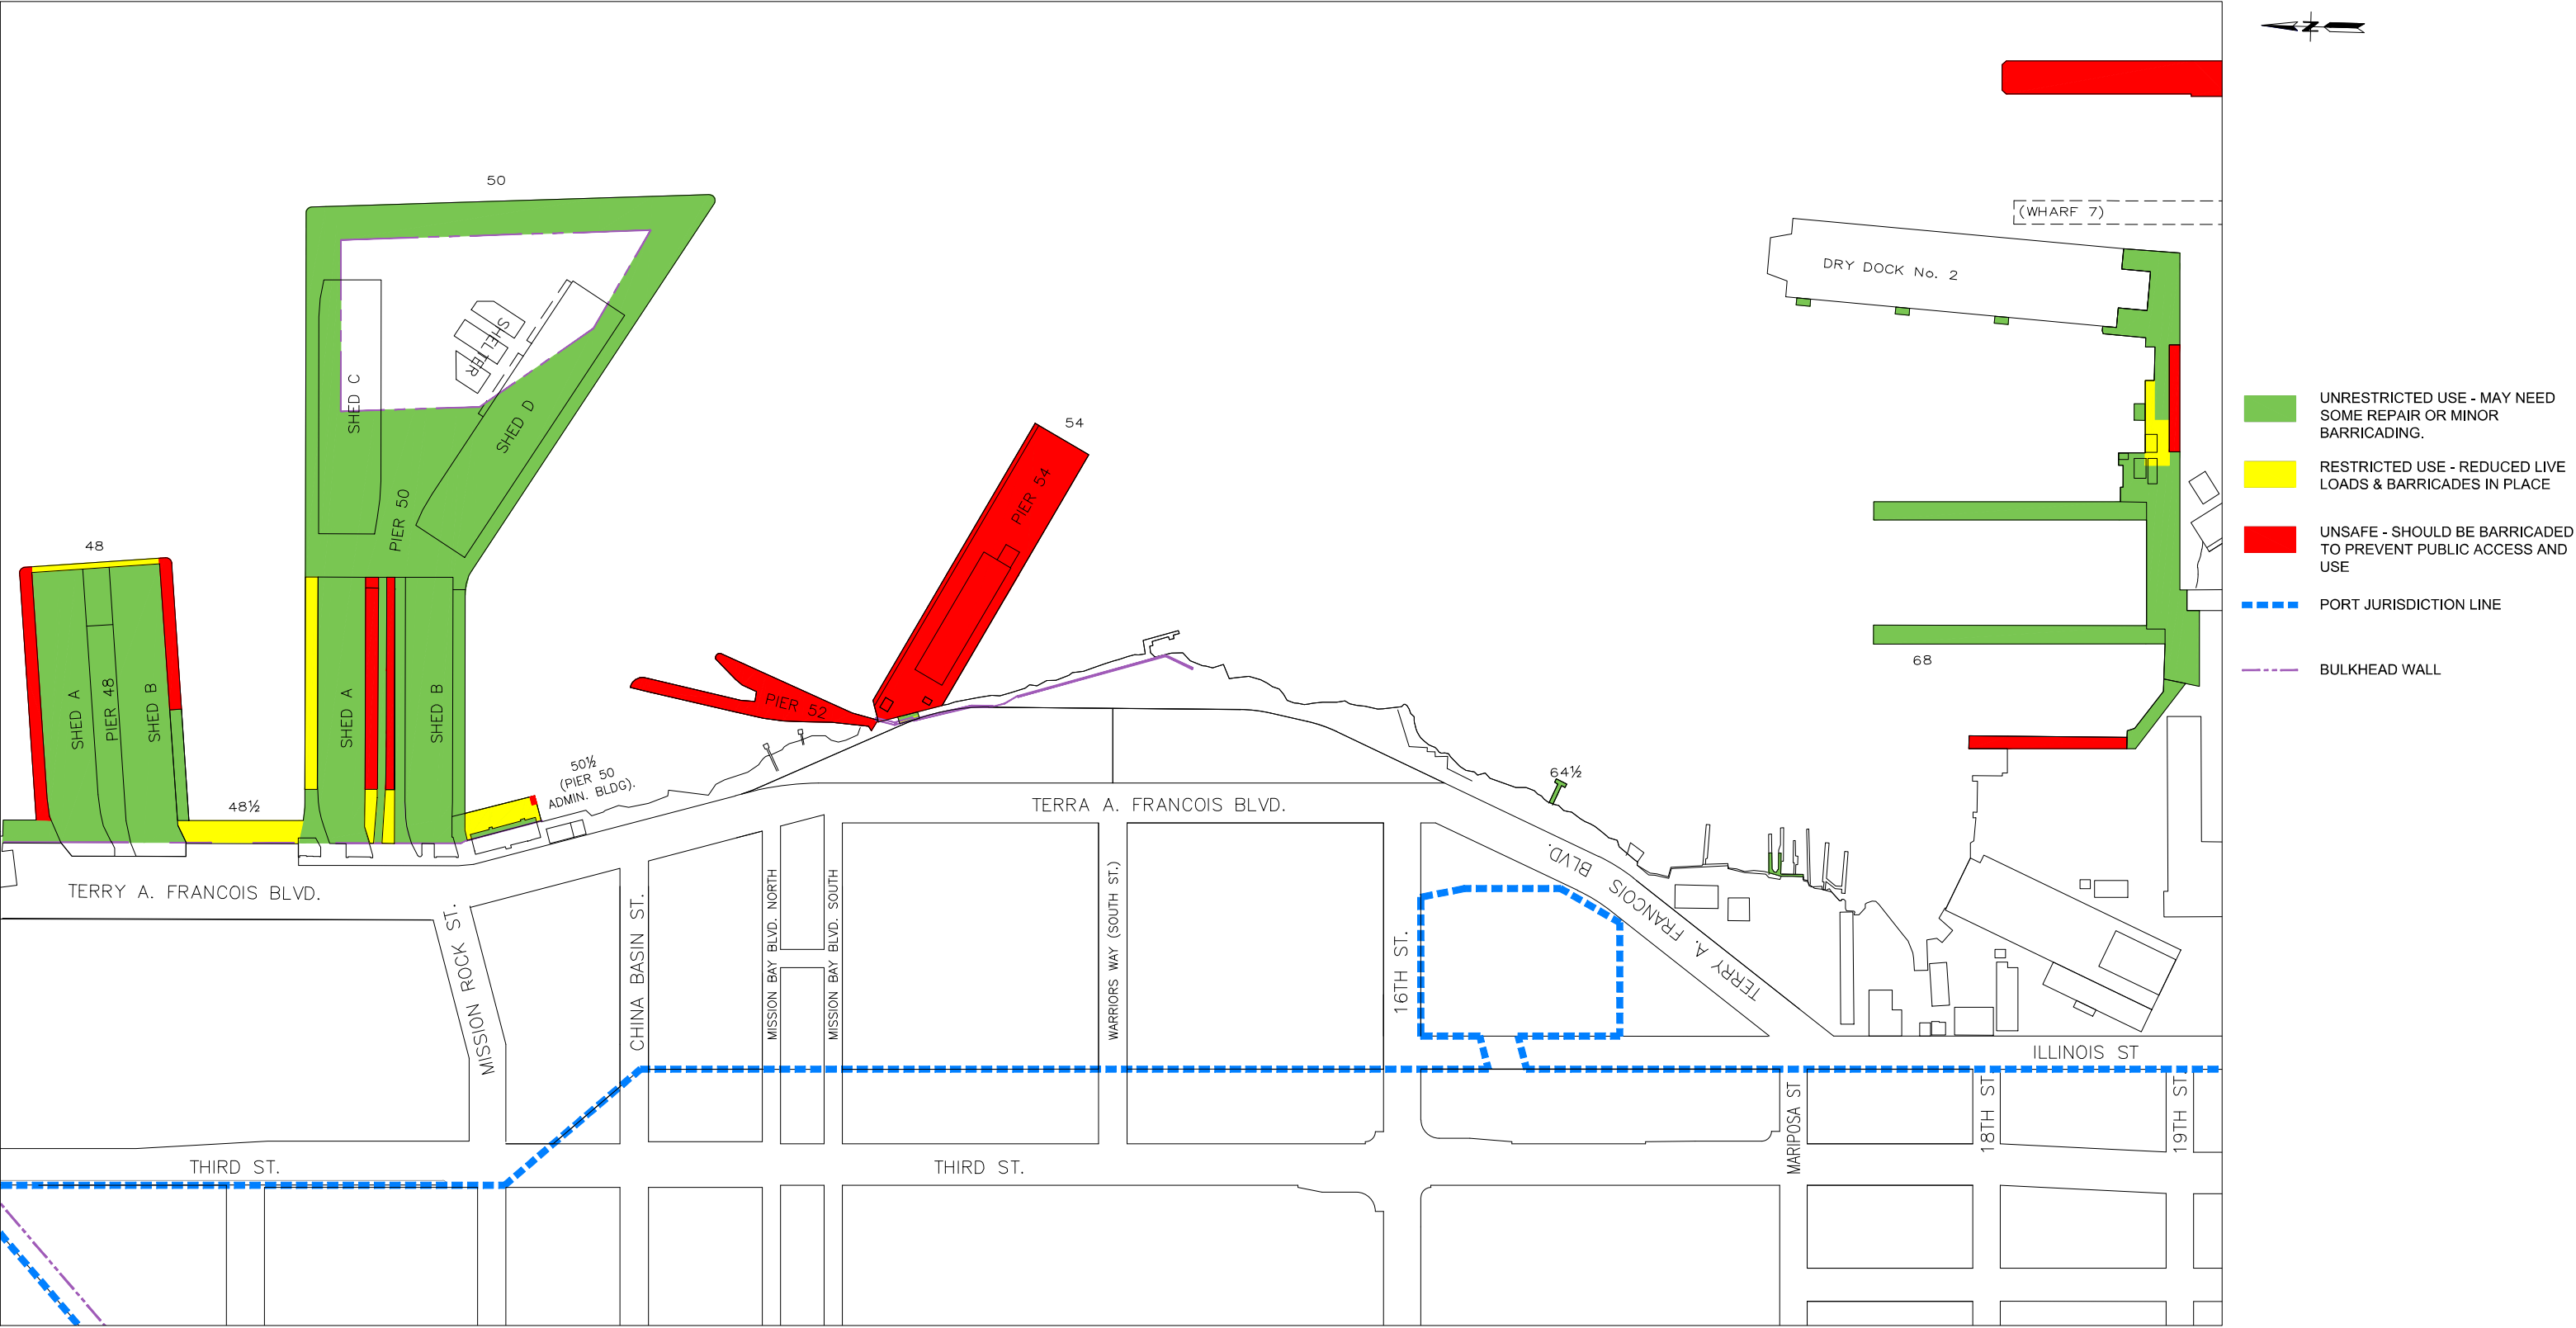 N
50
(WHARF 7)
DRY DOCK No. 2
SHELTER
SHED C
SHED D
PIER 50
54
PIER 54
48
SHED A
PIER 48
SHED B
SHED A
SHED B
48½
50½
(PIER 50
ADMIN. BLDG).
PIER 52
68
64½
TERRA A. FRANCOIS BLVD.
TERRY A. FRANCOIS BLVD.
TERRY A. FRANCOIS BLVD.
MISSION ROCK ST.
CHINA BASIN ST.
MISSION BAY BLVD. NORTH
MISSION BAY BLVD. SOUTH
WARRIORS WAY (SOUTH ST.)
16TH ST.
ILLINOIS ST
MARIPOSA ST
18TH ST
19TH ST
THIRD ST.
THIRD ST.
UNRESTRICTED USE - MAY NEED
SOME REPAIR OR MINOR
BARRICADING.
RESTRICTED USE - REDUCED LIVE
LOADS & BARRICADES IN PLACE
UNSAFE - SHOULD BE BARRICADED
TO PREVENT PUBLIC ACCESS AND
USE
PORT JURISDICTION LINE
BULKHEAD WALL